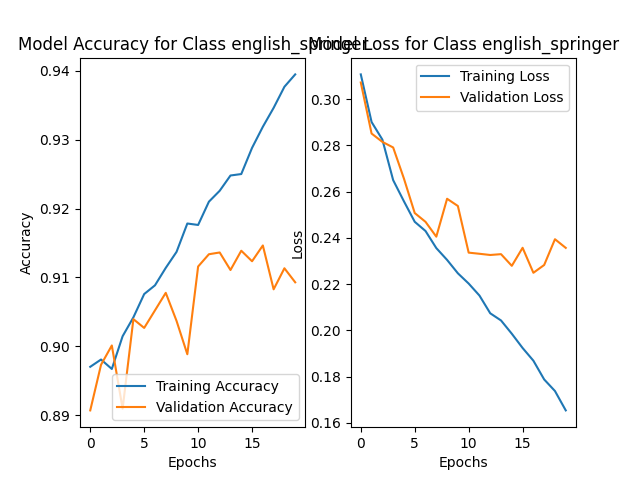 Model Accuracy for Class english_springer
Model Loss for Class english_springer
0.94
0.93
0.92
0.91
0.90
0.89
Accuracy
0
5
10
15
Epochs
Training Accuracy
Validation Accuracy
0.30
0.28
0.26
0.24
0.22
0.20
0.18
0.16
Loss
0
5
10
15
Epochs
Training Loss
Validation Loss